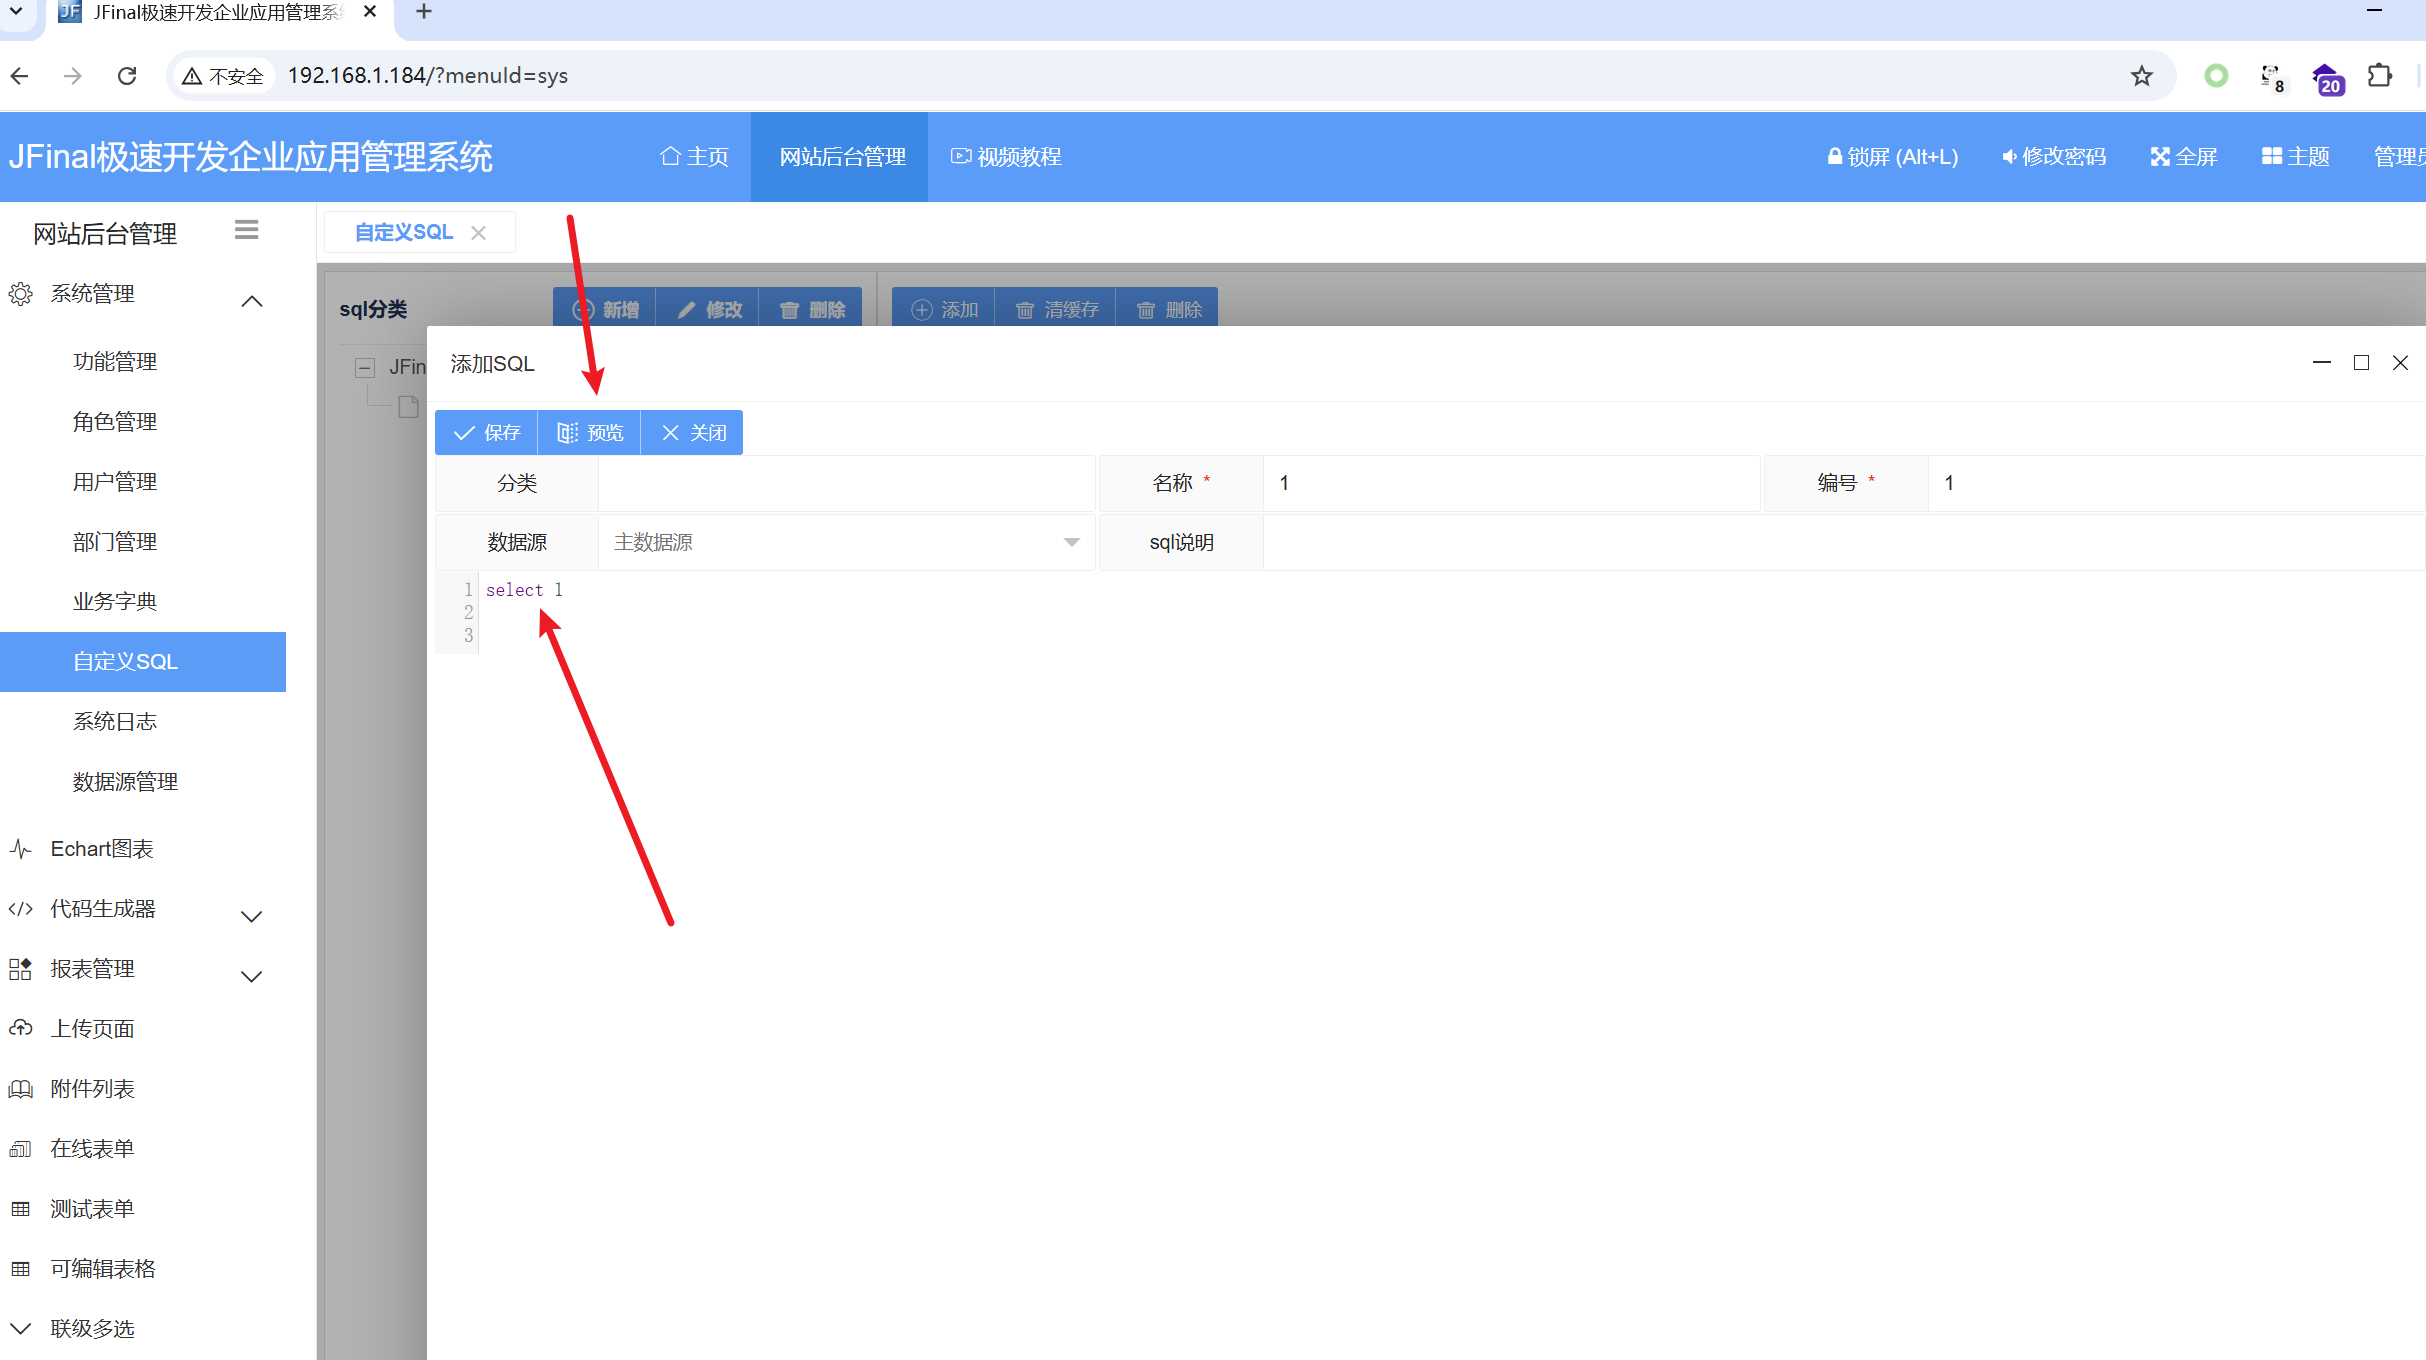 JFinal极速开发企业应用管理系
不安全 192.168.1.184/?menuId=sys
8
20
JFinal极速开发企业应用管理系统
主页
网站后台管理
视频教程
锁屏 (Alt+L)
修改密码
全屏
主题
管理员
网站后台管理
自定义SQL
系统管理
功能管理
角色管理
用户管理
部门管理
业务字典
自定义SQL
系统日志
数据源管理
Echart图表
代码生成器
报表管理
上传页面
附件列表
在线表单
测试表单
可编辑表格
联级多选
sql分类
新增 修改 删除
添加 清缓存 删除
JFin
添加SQL
保存 预览 关闭
分类
名称 * 1
编号 * 1
数据源 主数据源
sql说明
1 select 1
2
3